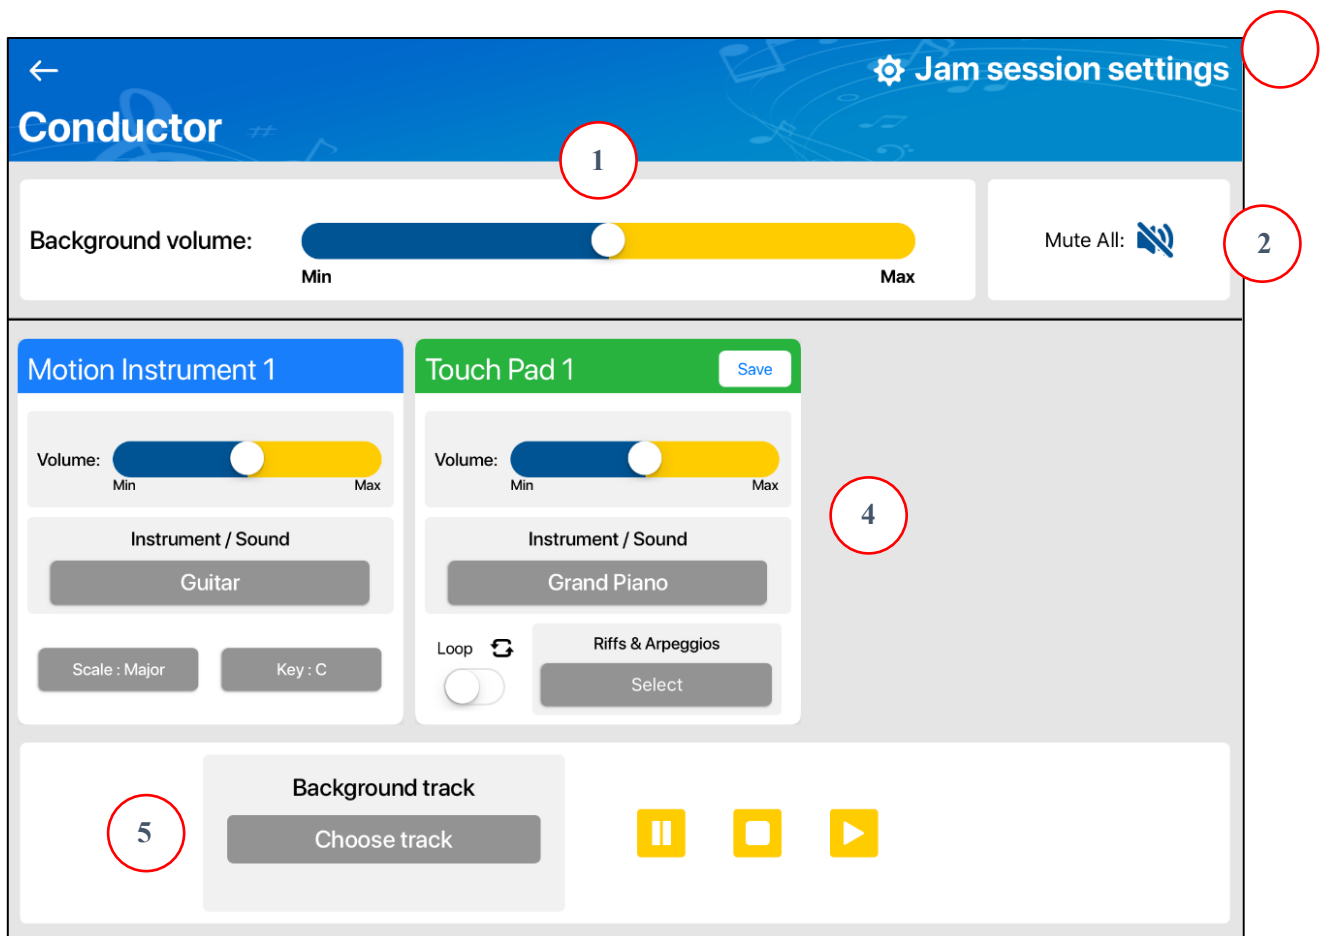 Jam session settings
Conductor
1
Background volume:
Min
Max
Mute All:
2
Motion Instrument 1
Volume:
Min
Max
Instrument / Sound
Guitar
Scale : Major
Key : C
Touch Pad 1
Save
Volume:
Min
Max
Instrument / Sound
Grand Piano
Loop
Riffs & Arpeggios
Select
4
5
Background track
Choose track